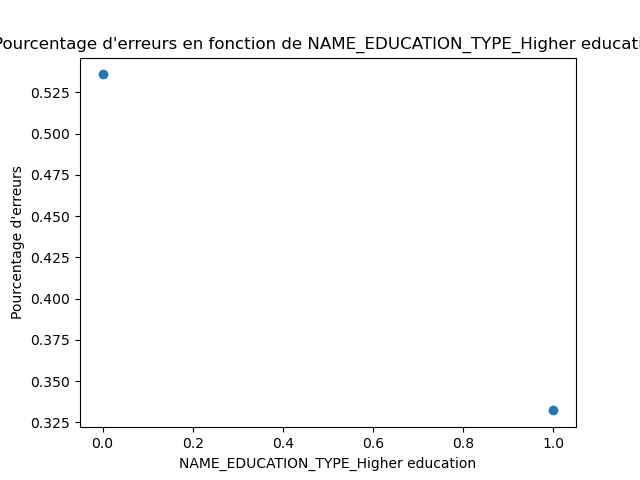 Pourcentage d'erreurs en fonction de NAME_EDUCATION_TYPE_Higher educati
0.525
0.500
0.475
0.450
0.425
0.400
0.375
0.350
0.325
Pourcentage d'erreurs
0.0 0.2 0.4 0.6 0.8 1.0
NAME_EDUCATION_TYPE_Higher education